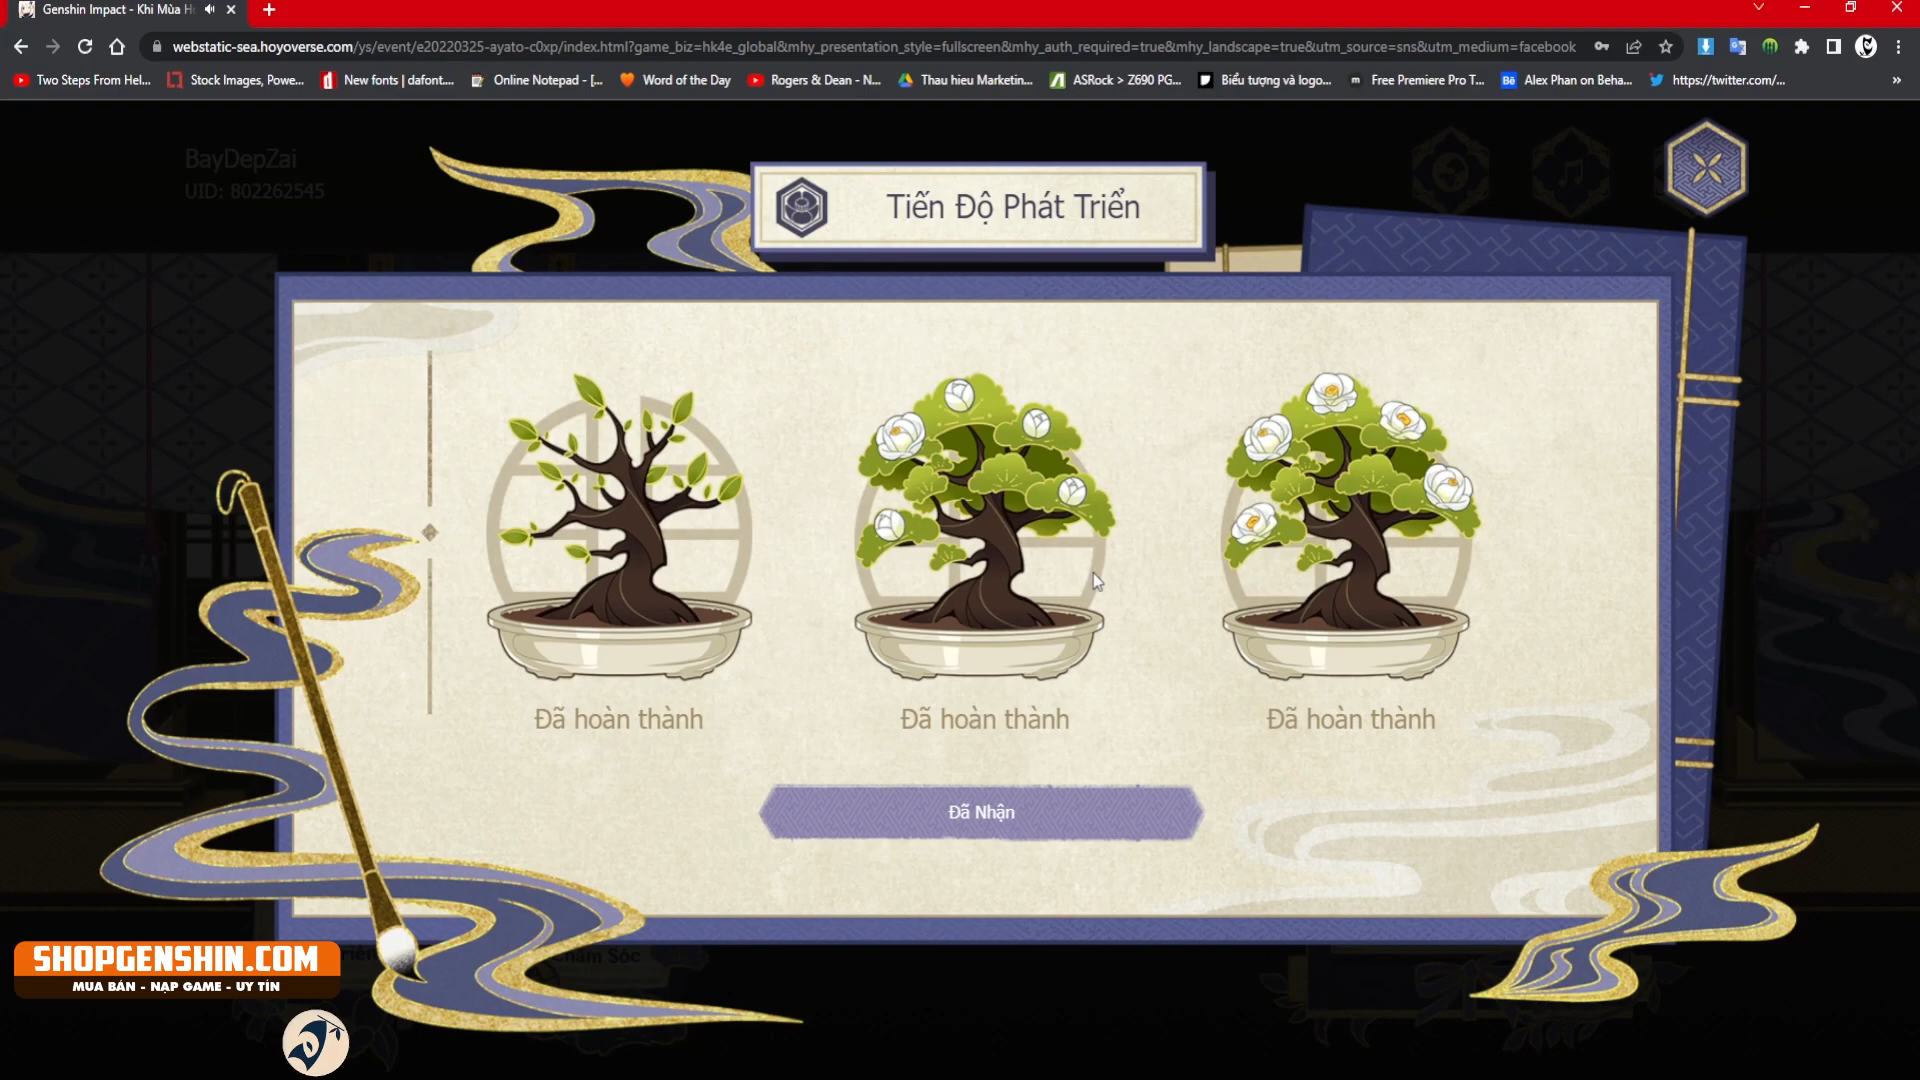 Genshin Impact - Khi Mùa H
webstatic-sea.hoyoverse.com/ys/event/e20220325-ayato-c0xp/index.html?game_biz=hk4e_global&mhy_presentation_style=fullscreen&mhy_auth_required=true&mhy_landscape=true&utm_source=sns&utm_medium=facebook
Two Steps From Hel... Stock Images, Powe... New fonts | dafont.... Online Notepad - [... Word of the Day Rogers & Dean - N... Thau hieu Marketin... ASRock > Z690 PG... Biểu tượng và logo... Free Premiere Pro T... Alex Phan on Beha... https://twitter.com/...
BayDepZai
UID: 802262545
Tiến Độ Phát Triển
Đã hoàn thành Đã hoàn thành Đã hoàn thành
Đã Nhận
Chăm Sóc
SHOPGENSHIN.COM
MUA BÁN - NẠP GAME - UY TÍN